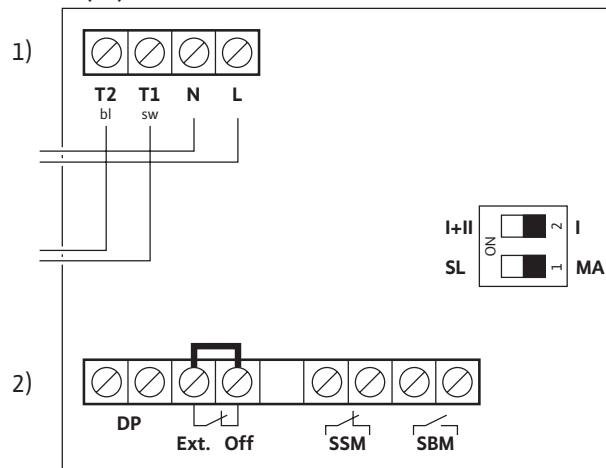 1)
T2 T1 N L
bl sw
I+II ON 2 I
SL 1 MA
2)
DP
Ext. Off SSM SBM